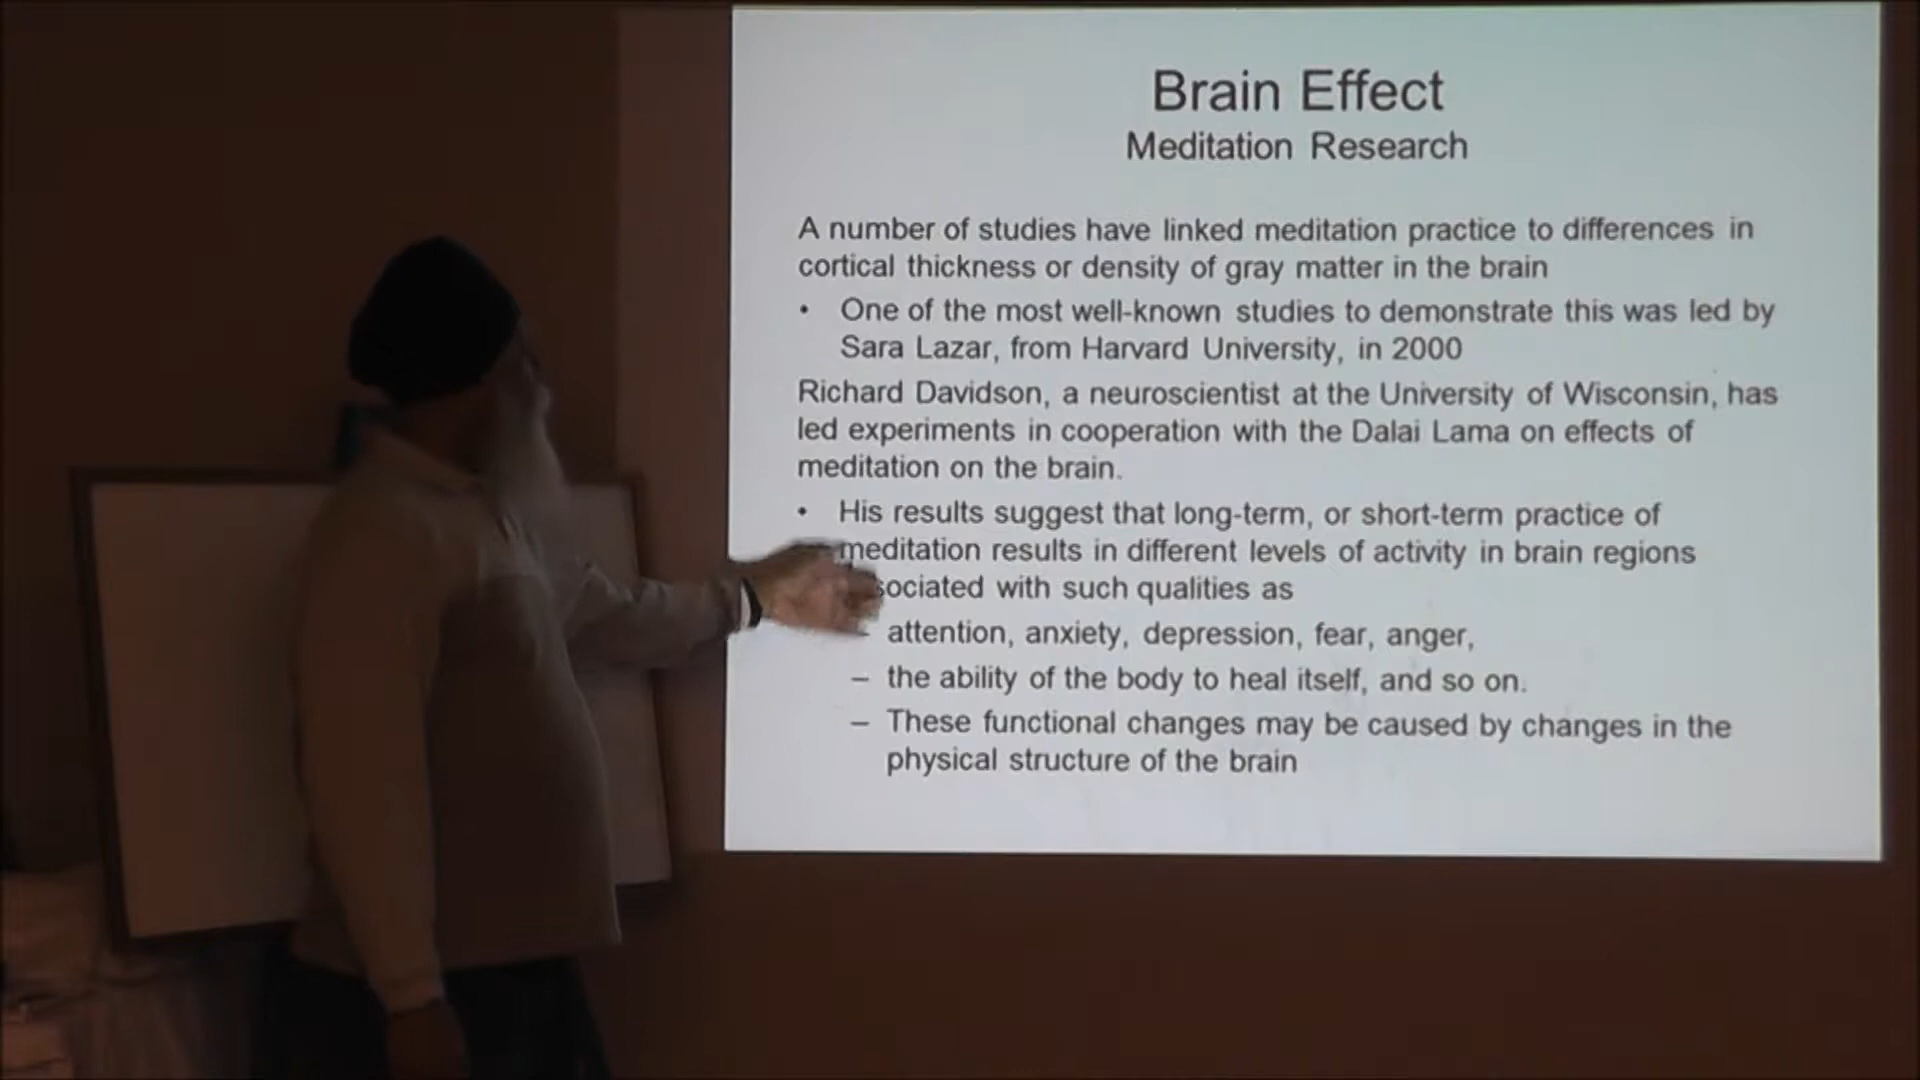 Brain Effect
Meditation Research
A number of studies have linked meditation practice to differences in
cortical thickness or density of gray matter in the brain
• One of the most well-known studies to demonstrate this was led by
Sara Lazar, from Harvard University, in 2000
Richard Davidson, a neuroscientist at the University of Wisconsin, has
led experiments in cooperation with the Dalai Lama on effects of
meditation on the brain.
• His results suggest that long-term, or short-term practice of
meditation results in different levels of activity in brain regions
sociated with such qualities as
– attention, anxiety, depression, fear, anger,
– the ability of the body to heal itself, and so on.
– These functional changes may be caused by changes in the
physical structure of the brain